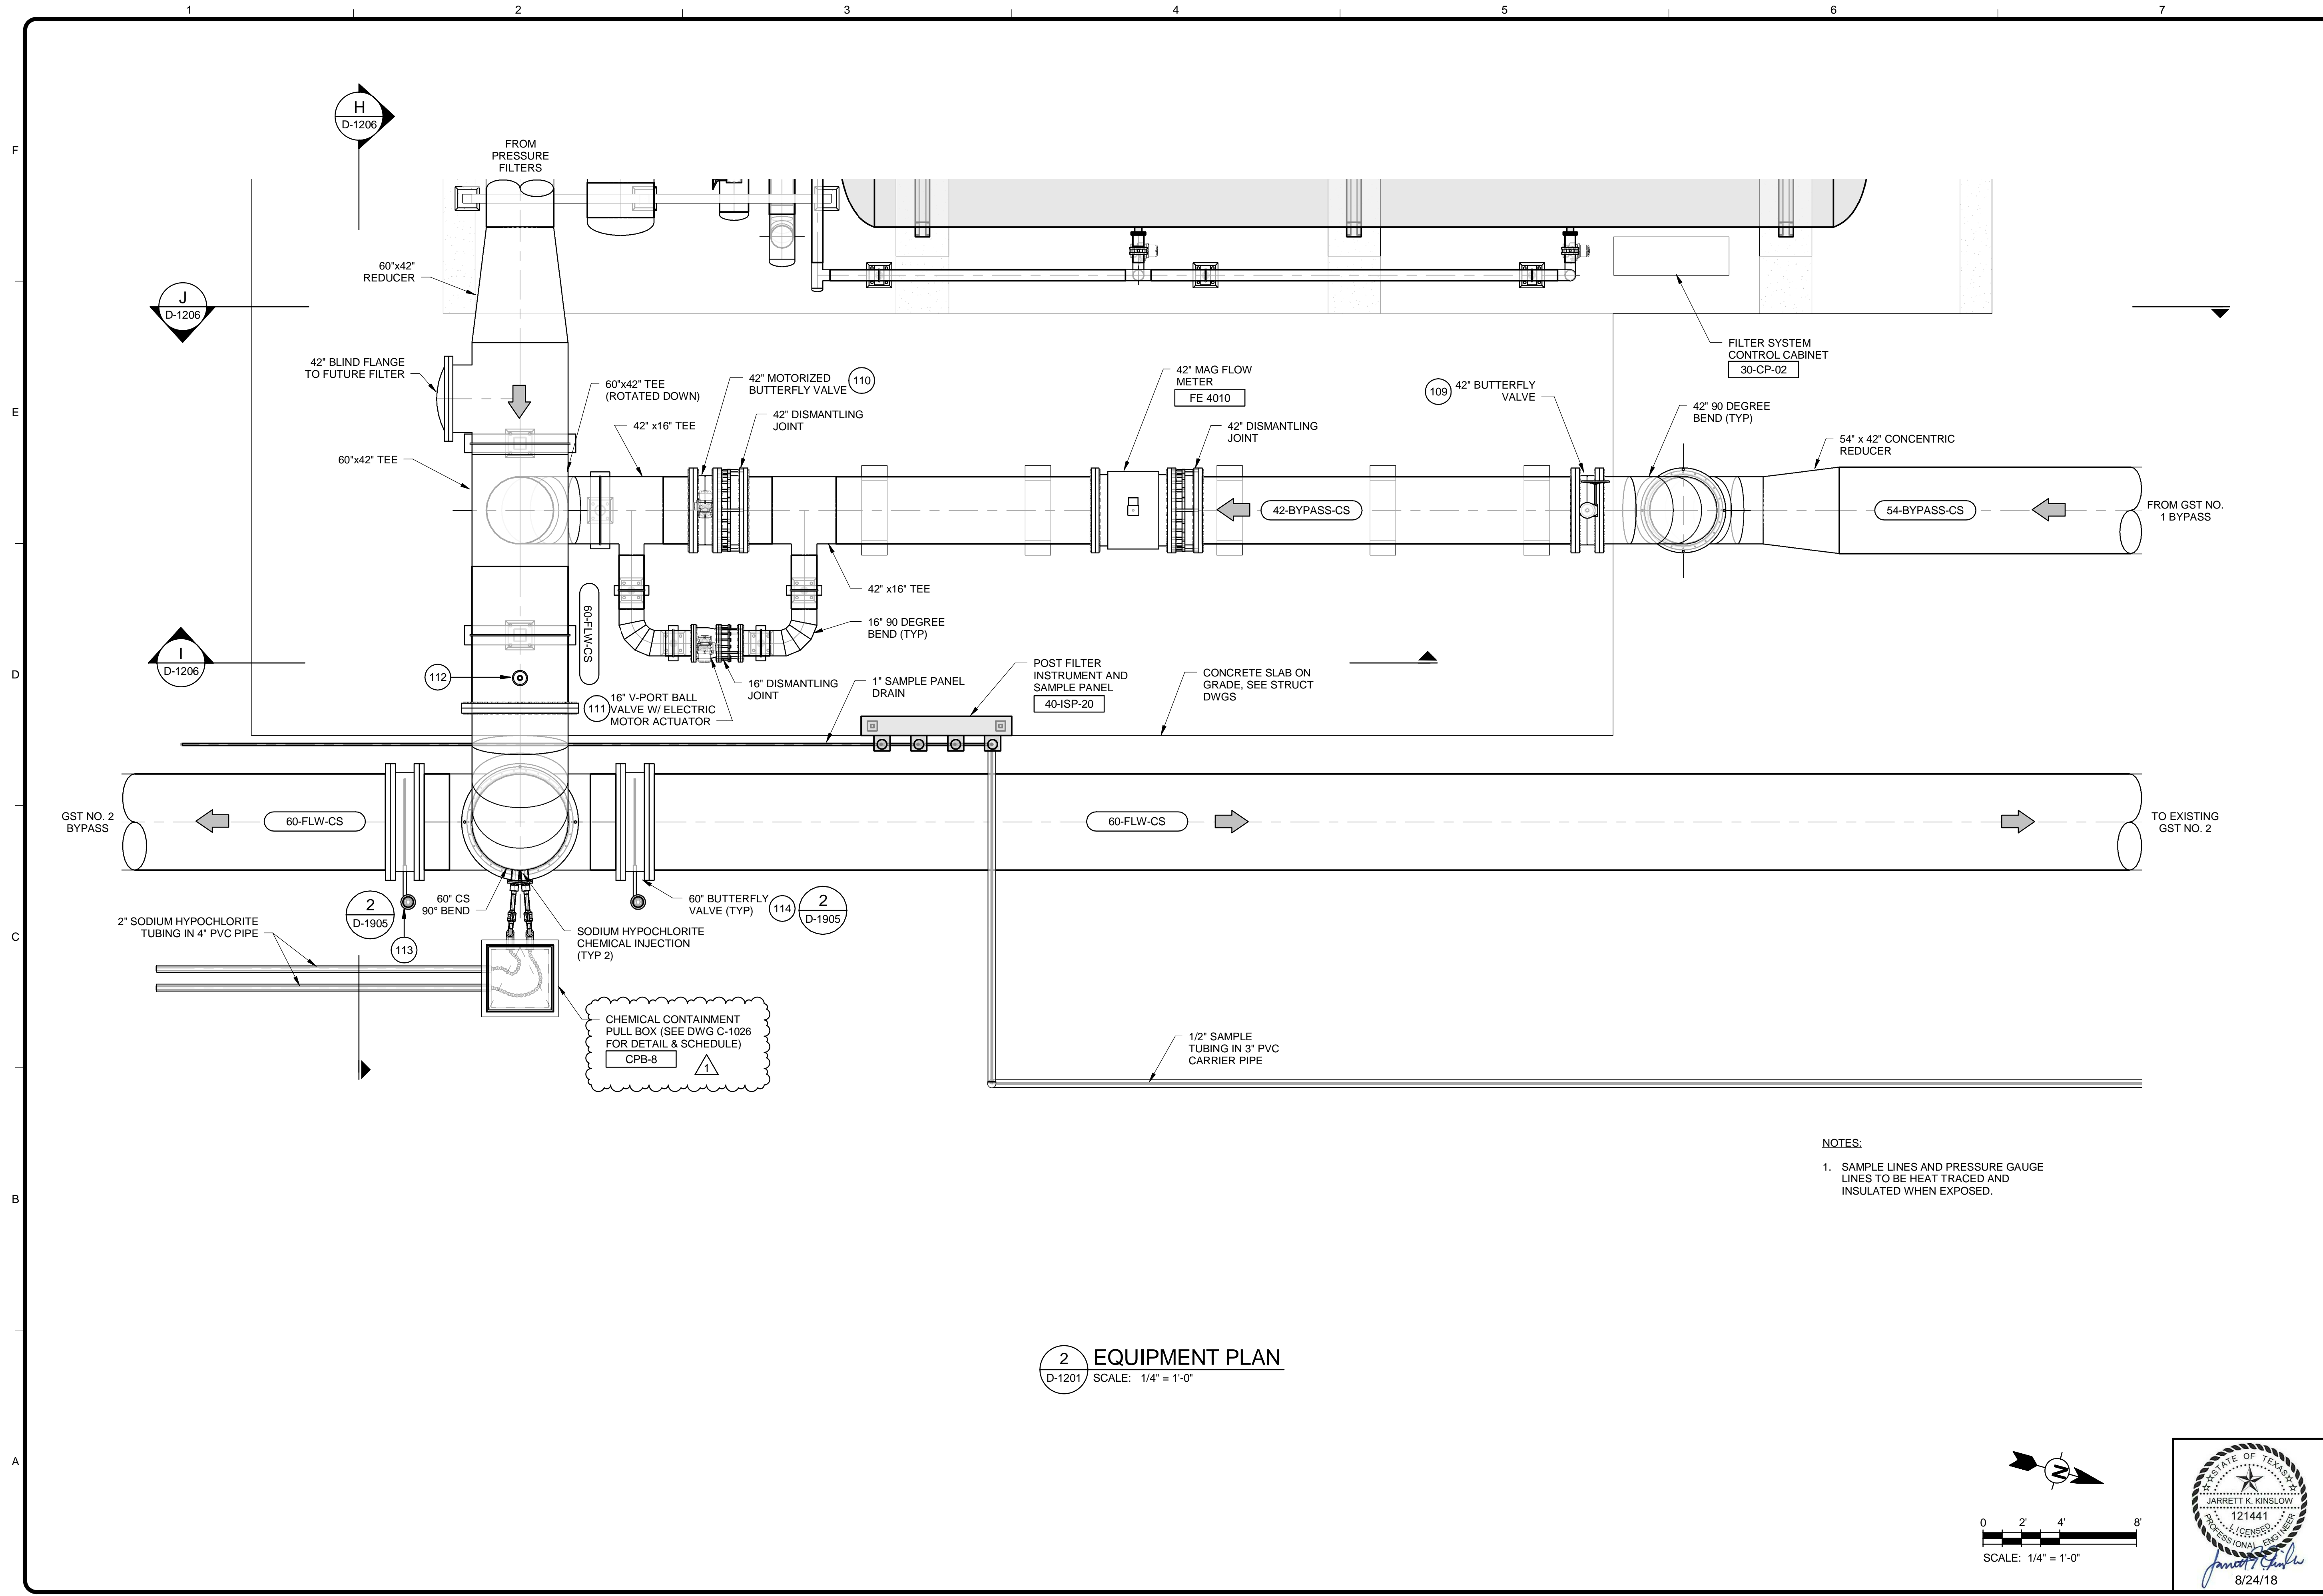 1
2
3
4
5
6
7
F
E
D
C
B
A
H
D-1206
FROM
PRESSURE
FILTERS
60"x42"
REDUCER
J
D-1206
42" BLIND FLANGE
TO FUTURE FILTER
60"x42" TEE
(ROTATED DOWN)
42" MOTORIZED
BUTTERFLY VALVE
110
42" DISMANTLING
JOINT
42" x16" TEE
60"x42" TEE
42" MAG FLOW
METER
FE 4010
42" DISMANTLING
JOINT
109
42" BUTTERFLY
VALVE
FILTER SYSTEM
CONTROL CABINET
30-CP-02
42" 90 DEGREE
BEND (TYP)
54" x 42" CONCENTRIC
REDUCER
42-BYPASS-CS
54-BYPASS-CS
FROM GST NO.
1 BYPASS
42" x16" TEE
16" 90 DEGREE
BEND (TYP)
60-FLW-CS
I
D-1206
112
111
16" V-PORT BALL
VALVE W/ ELECTRIC
MOTOR ACTUATOR
16" DISMANTLING
JOINT
1" SAMPLE PANEL
DRAIN
POST FILTER
INSTRUMENT AND
SAMPLE PANEL
40-ISP-20
CONCRETE SLAB ON
GRADE, SEE STRUCT
DWGS
GST NO. 2
BYPASS
60-FLW-CS
60-FLW-CS
TO EXISTING
GST NO. 2
2
D-1905
113
60" CS
90° BEND
60" BUTTERFLY
VALVE (TYP)
114
2
D-1905
2" SODIUM HYPOCHLORITE
TUBING IN 4" PVC PIPE
SODIUM HYPOCHLORITE
CHEMICAL INJECTION
(TYP 2)
CHEMICAL CONTAINMENT
PULL BOX (SEE DWG C-1026
FOR DETAIL & SCHEDULE)
CPB-8
1
1/2" SAMPLE
TUBING IN 3" PVC
CARRIER PIPE
NOTES:
1. SAMPLE LINES AND PRESSURE GAUGE
LINES TO BE HEAT TRACED AND
INSULATED WHEN EXPOSED.
2
D-1201
EQUIPMENT PLAN
SCALE: 1/4" = 1'-0"
N
0 2' 4' 8'
SCALE: 1/4" = 1'-0"
STATE OF TEXAS
JARRETT K. KINSLOW
121441
LICENSED
PROFESSIONAL ENGINEER
8/24/18